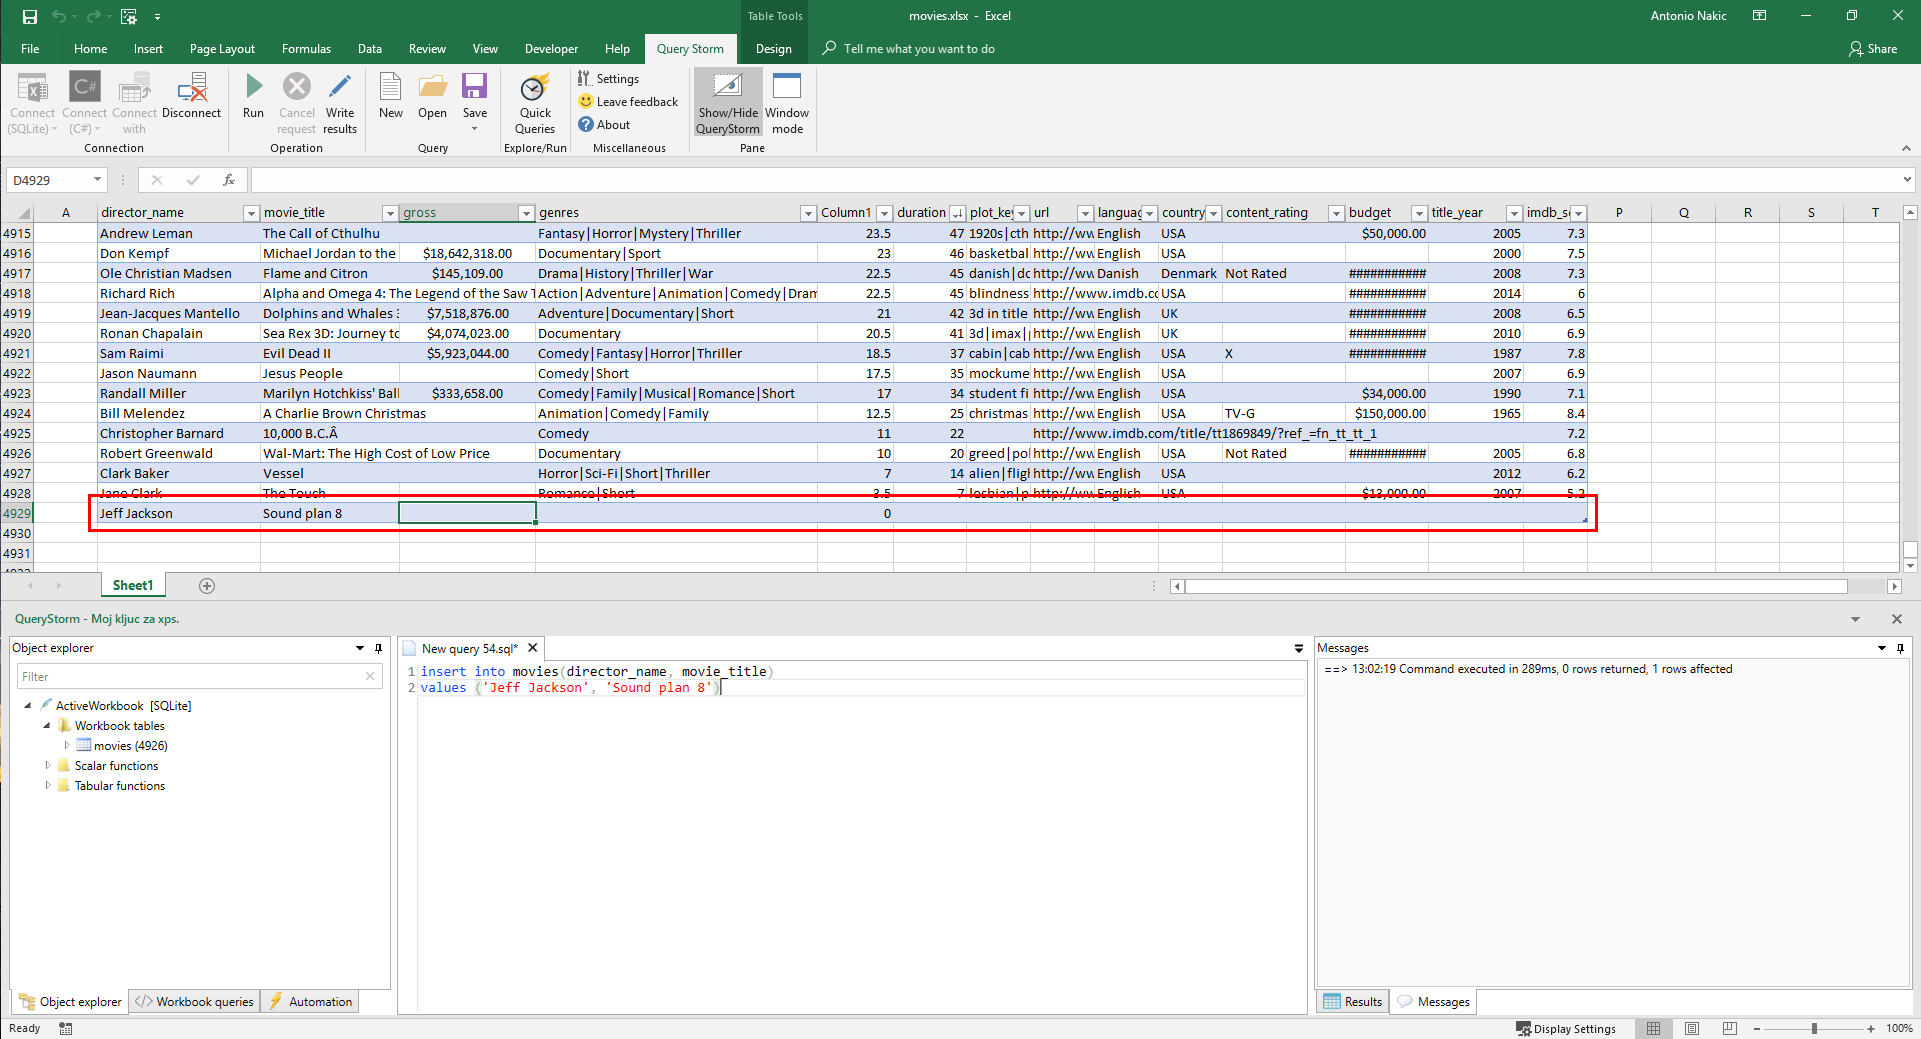 Table Tools
movies.xlsx - Excel
Antonio Nakic
File Home Insert Page Layout Formulas Data Review View Developer Help Query Storm Design Tell me what you want to do Share
Connect (SQLite)
Connect (C#)
Connect with
Disconnect
Connection
Run
Cancel request
Write results
Operation
New
Open
Save
Query
Quick Queries
Explore/Run
Settings
Leave feedback
About
Miscellaneous
Show/Hide QueryStorm
Window mode
Pane
D4929 fx
A director_name movie_title gross genres Column1 duration plot_key url languag country content_rating budget title_year imdb_s P Q R S T
4915 Andrew Leman The Call of Cthulhu Fantasy|Horror|Mystery|Thriller 23.5 47 1920s|cth http://ww English USA $50,000.00 2005 7.3
4916 Don Kempf Michael Jordan to the $18,642,318.00 Documentary|Sport 23 46 basketbal http://ww English USA 2000 7.5
4917 Ole Christian Madsen Flame and Citron $145,109.00 Drama|History|Thriller|War 22.5 45 danish|dc http://ww Danish Denmark Not Rated ########### 2008 7.3
4918 Richard Rich Alpha and Omega 4: The Legend of the Saw T Action|Adventure|Animation|Comedy|Dram 22.5 45 blindness http://www.imdb.cc USA ########### 2014 6
4919 Jean-Jacques Mantello Dolphins and Whales 3 $7,518,876.00 Adventure|Documentary|Short 21 42 3d in title http://ww English UK ########### 2008 6.5
4920 Ronan Chapalain Sea Rex 3D: Journey to $4,074,023.00 Documentary 20.5 41 3d|imax| http://ww English UK ########### 2010 6.9
4921 Sam Raimi Evil Dead II $5,923,044.00 Comedy|Fantasy|Horror|Thriller 18.5 37 cabin|cab http://ww English USA X ########### 1987 7.8
4922 Jason Naumann Jesus People Comedy|Short 17.5 35 mockume http://ww English USA 2007 6.9
4923 Randall Miller Marilyn Hotchkiss' Ball $333,658.00 Comedy|Family|Musical|Romance|Short 17 34 student fi http://ww English USA $34,000.00 1990 7.1
4924 Bill Melendez A Charlie Brown Christmas Animation|Comedy|Family 12.5 25 christmas http://ww English USA TV-G $150,000.00 1965 8.4
4925 Christopher Barnard 10,000 B.C.Â Comedy 11 22 http://www.imdb.com/title/tt1869849/?ref_=fn_tt_tt_1 7.2
4926 Robert Greenwald Wal-Mart: The High Cost of Low Price Documentary 10 20 greed|pol http://ww English USA Not Rated ########### 2005 6.8
4927 Clark Baker Vessel Horror|Sci-Fi|Short|Thriller 7 14 alien|fligh http://ww English USA 2012 6.2
4928 Jane Clark The Touch Romance|Short 3.5 7 lesbian|p http://ww English USA $13,000.00 2007 5.2
4929 Jeff Jackson Sound plan 8 0
4930
4931
Sheet1
QueryStorm - Moj kljuc za xps.
Object explorer
Filter
ActiveWorkbook [SQLite]
Workbook tables
movies (4926)
Scalar functions
Tabular functions
Object explorer Workbook queries Automation
New query 54.sql*
1 insert into movies(director_name, movie_title)
2 values ('Jeff Jackson', 'Sound plan 8')
Messages
==> 13:02:19 Command executed in 289ms, 0 rows returned, 1 rows affected
Results Messages
Ready
Display Settings
100%